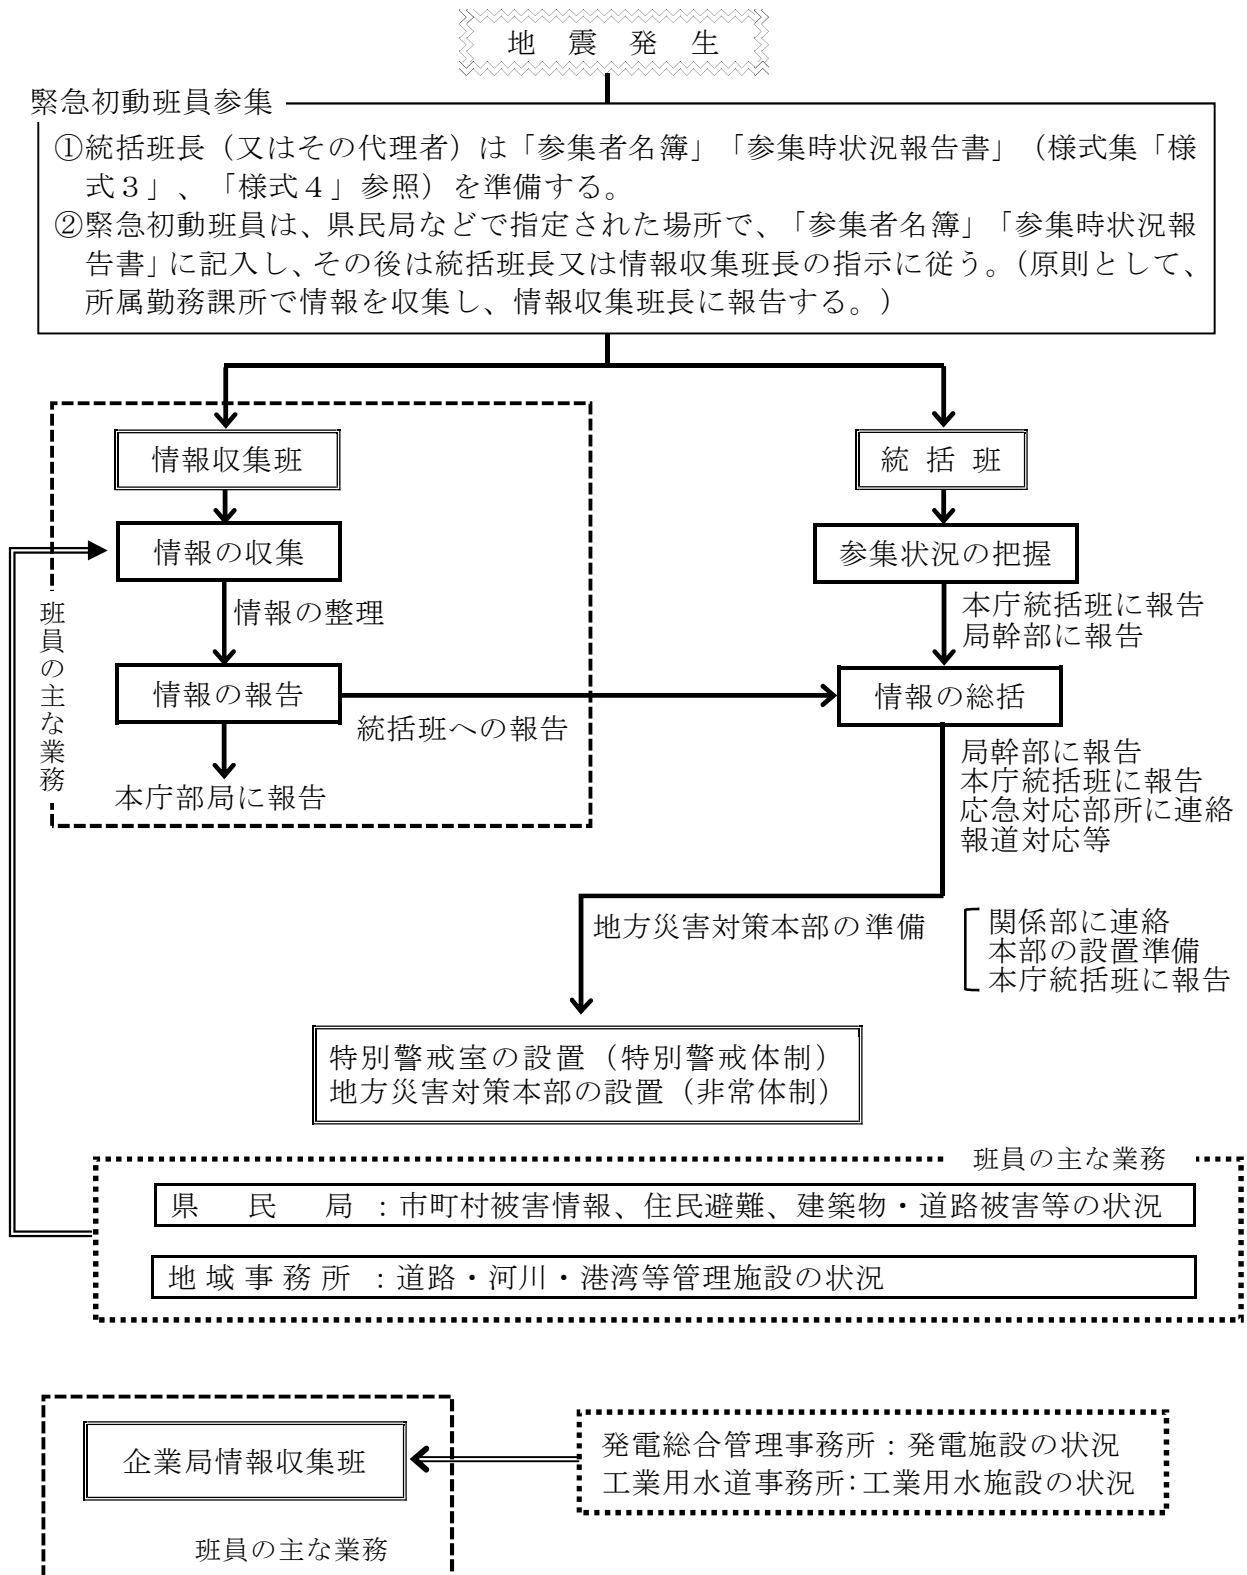 地震発生
緊急初動班員参集
①統括班長（又はその代理者）は「参集者名簿」「参集時状況報告書」（様式集「様
式３」、「様式４」参照）を準備する。
②緊急初動班員は、県民局などで指定された場所で、「参集者名簿」「参集時状況報
告書」に記入し、その後は統括班長又は情報収集班長の指示に従う。（原則として、
所属勤務課所で情報を収集し、情報収集班長に報告する。）
情報収集班
統括班
情報の収集
参集状況の把握
班員の主な業務
情報の整理
本庁統括班に報告
局幹部に報告
情報の報告
情報の総括
統括班への報告
本庁部局に報告
局幹部に報告
本庁統括班に報告
応急対応部所に連絡
報道対応等
地方災害対策本部の準備
関係部に連絡
本部の設置準備
本庁統括班に報告
特別警戒室の設置（特別警戒体制）
地方災害対策本部の設置（非常体制）
班員の主な業務
県民局：市町村被害情報、住民避難、建築物・道路被害等の状況
地域事務所：道路・河川・港湾等管理施設の状況
企業局情報収集班
発電総合管理事務所：発電施設の状況
工業用水道事務所：工業用水施設の状況
班員の主な業務